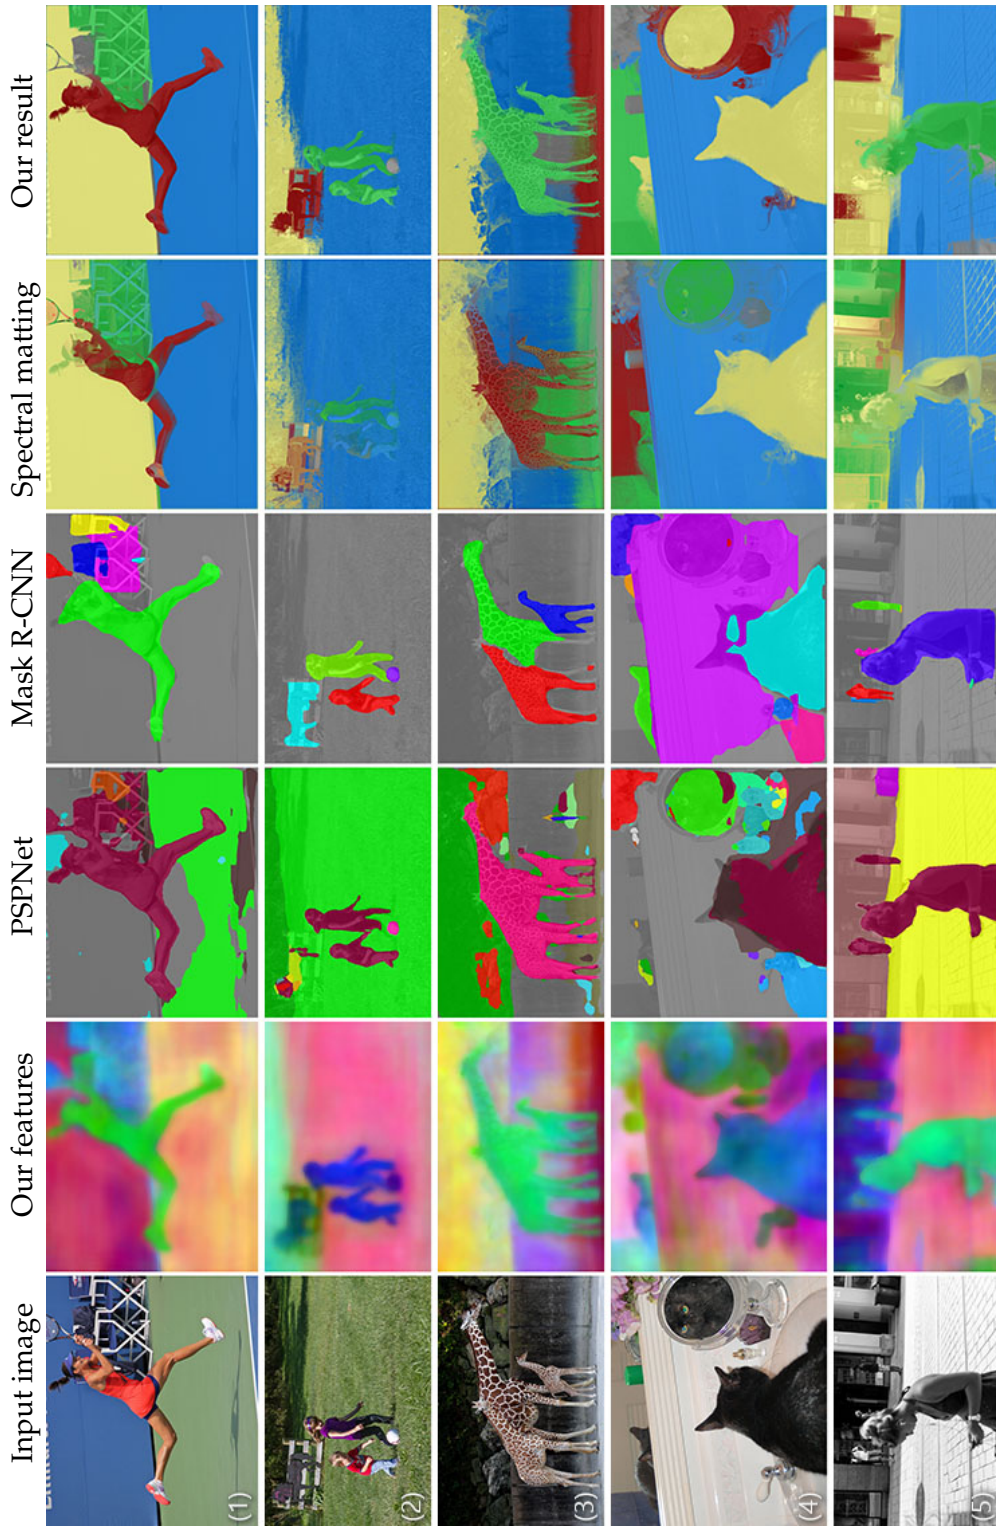 Input image
Our features
PSPNet
Mask R-CNN
Spectral matting
Our result
(1)
(2)
(3)
(4)
(5)